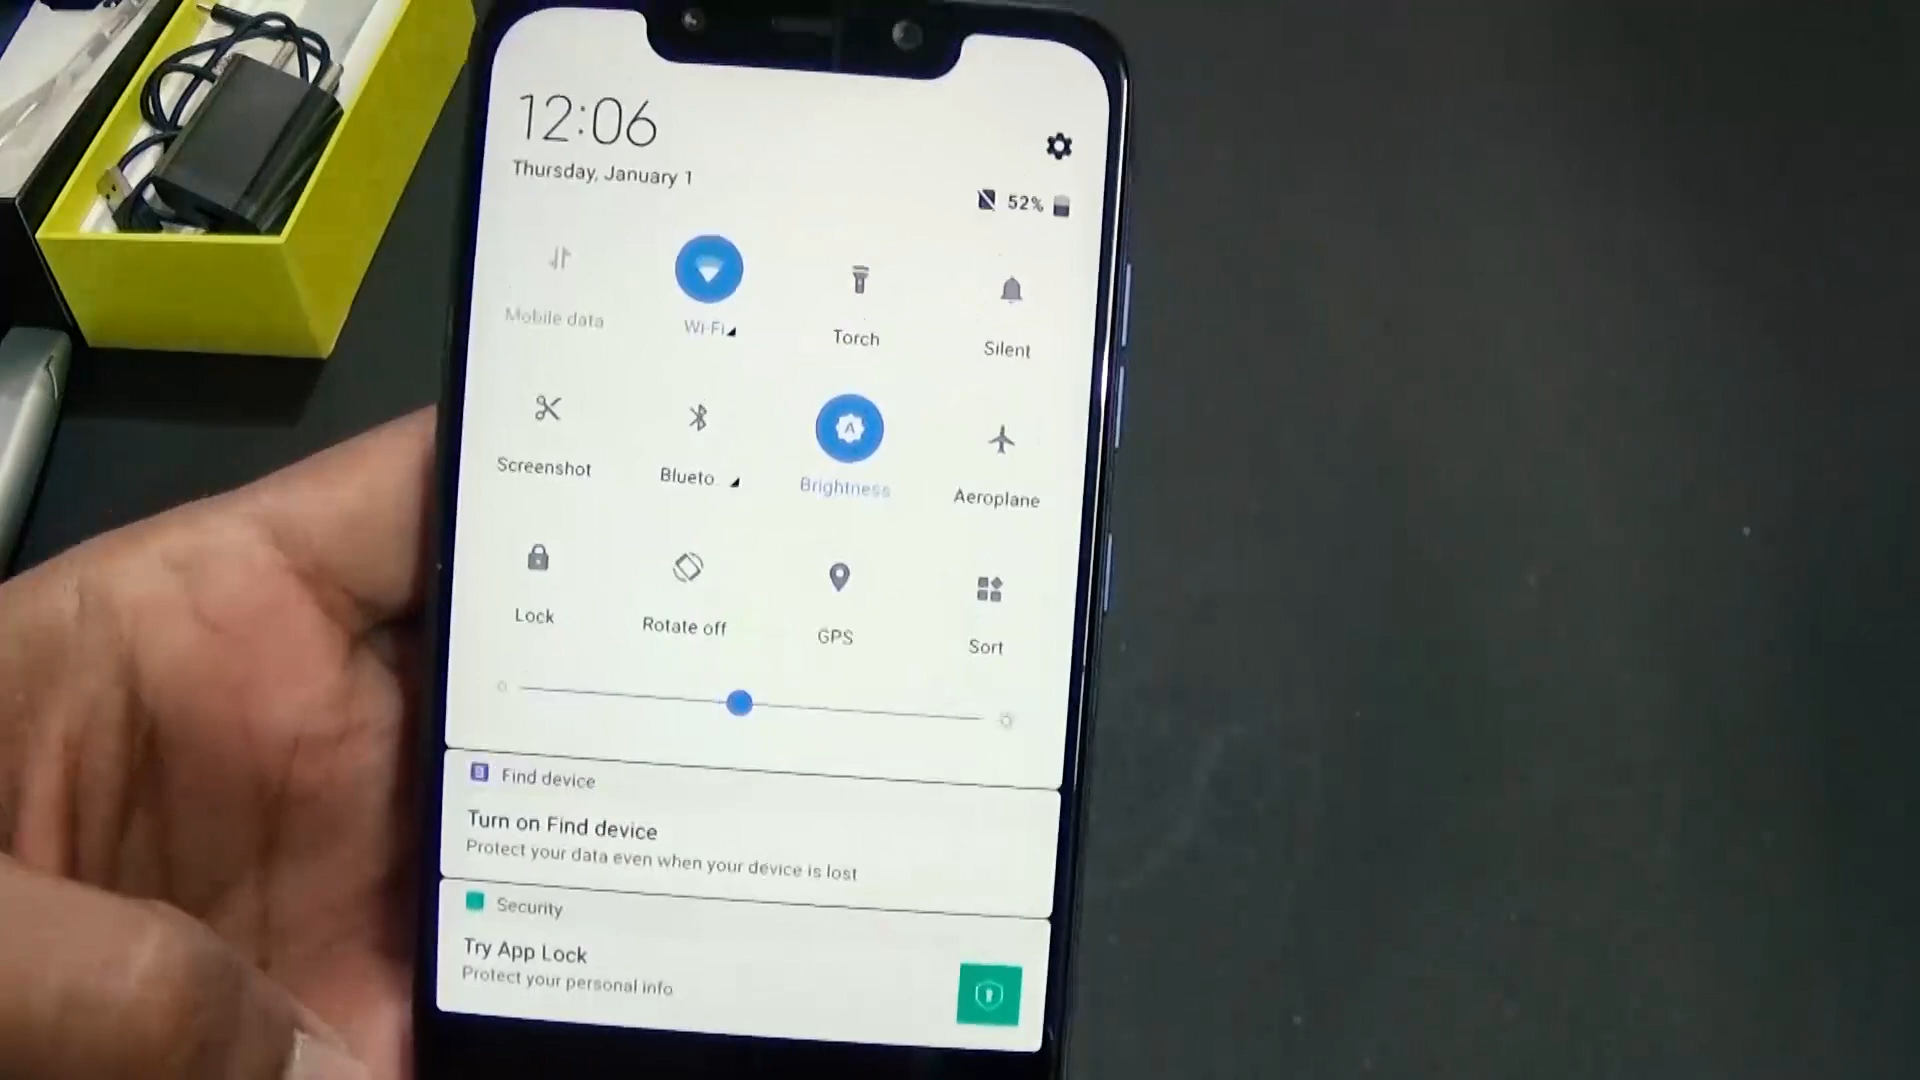 12:06
Thursday, January 1
52%
Mobile data
Wi-Fi
Torch
Silent
Screenshot
Blueto
A
Brightness
Aeroplane
Lock
Rotate off
GPS
Sort
Find device
Turn on Find device
Protect your data even when your device is lost
Security
Try App Lock
Protect your personal info